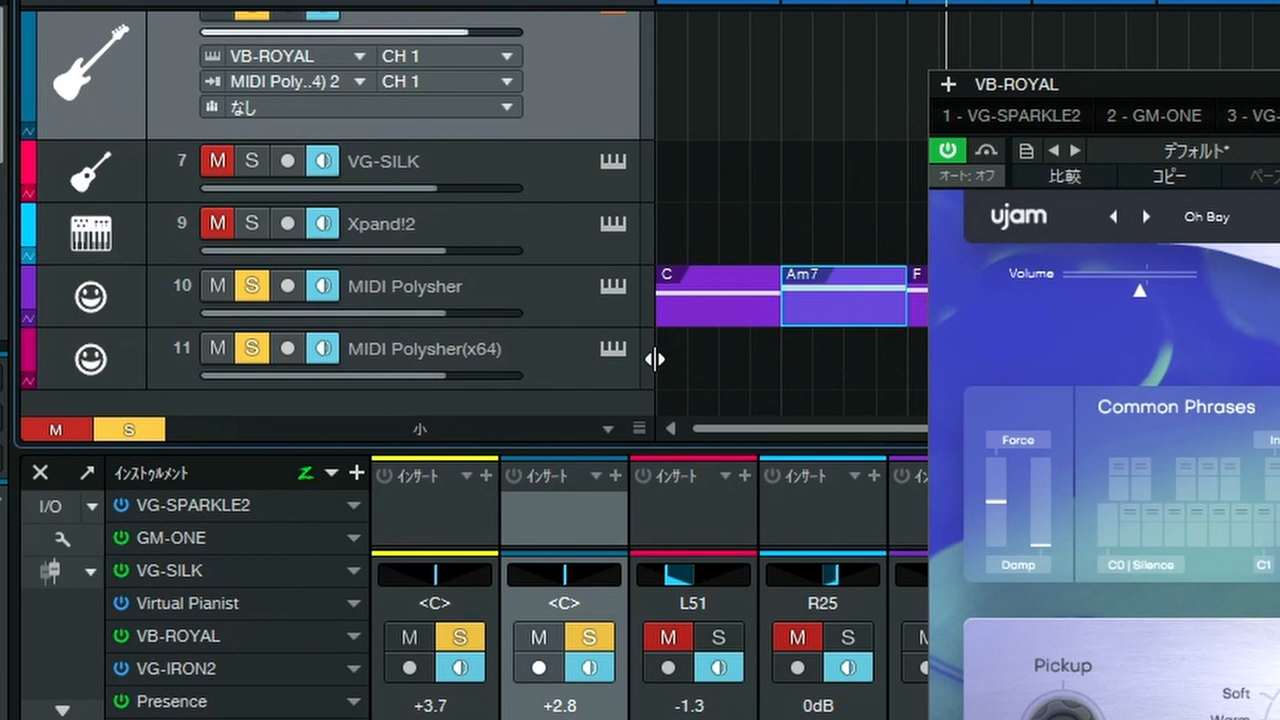 VB-ROYAL CH 1
MIDI Poly..4) 2 CH 1
なし
7 M S VG-SILK
9 M S Xpand!2
10 M S MIDI Polysher
11 M S MIDI Polysher(x64)
M S 小
C Am7 F
VB-ROYAL
1 - VG-SPARKLE2 2 - GM-ONE 3 - VG-
デフォルト*
オート: オフ 比較 コピー ペース
ujam Oh Boy
Volume
Common Phrases
Force
Damp C0 | Silence C1
Pickup
Soft
Warm
インストゥルメント
I/O VG-SPARKLE2
GM-ONE
VG-SILK
Virtual Pianist
VB-ROYAL
VG-IRON2
Presence
インサート インサート インサート インサート
<C> <C> L51 R25
M S M S M S M S M
+3.7 +2.8 -1.3 0dB